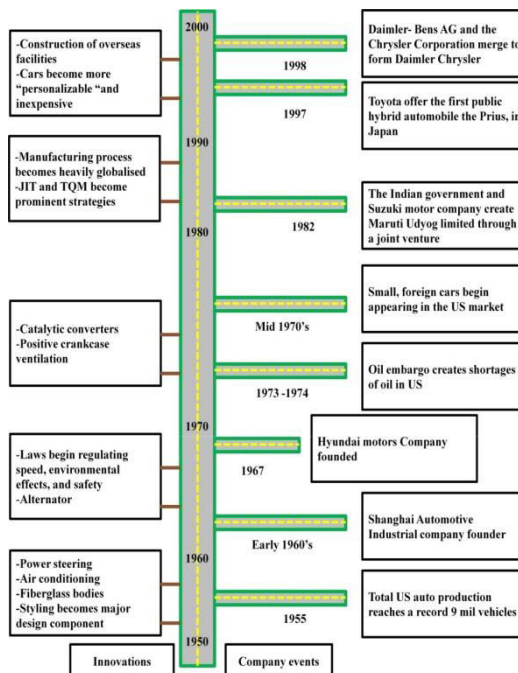 2000
-Construction of overseas
facilities
-Cars become more
"personalizable "and
inexpensive
Daimler- Bens AG and the
Chrysler Corporation merge to
form Daimler Chrysler
1998
Toyota offer the first public
hybrid automobile the Prius, in
Japan
1997
1990
-Manufacturing process
becomes heavily globalised
-JIT and TQM become
prominent strategies
The Indian government and
Suzuki motor company create
Maruti Udyog limited through
a joint venture
1982
1980
Small, foreign cars begin
appearing in the US market
Mid 1970's
-Catalytic converters
-Positive crankcase
ventilation
Oil embargo creates shortages
of oil in US
1973 -1974
1970
Hyundai motors Company
founded
1967
-Laws begin regulating
speed, environmental
effects, and safety
-Alternator
Shanghai Automotive
Industrial company founder
Early 1960's
1960
-Power steering
-Air conditioning
-Fiberglass bodies
-Styling becomes major
design component
Total US auto production
reaches a record 9 mil vehicles
1955
1950
Innovations
Company events